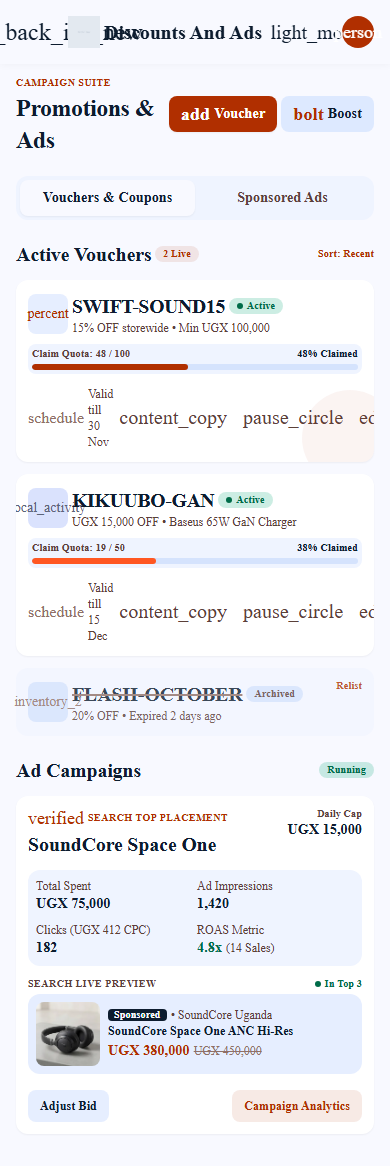 Discounts And Ads
CAMPAIGN SUITE
Promotions &
Ads
add Voucher
bolt Boost
Vouchers & Coupons
Sponsored Ads
Active Vouchers
2 Live
Sort: Recent
percent
SWIFT-SOUND15
Active
15% OFF storewide • Min UGX 100,000
Claim Quota: 48 / 100
48% Claimed
schedule
Valid
till
30
Nov
content_copy
pause_circle
KIKUUBO-GAN
Active
UGX 15,000 OFF • Baseus 65W GaN Charger
Claim Quota: 19 / 50
38% Claimed
schedule
Valid
till
15
Dec
content_copy
pause_circle
FLASH-OCTOBER
Archived
Relist
20% OFF • Expired 2 days ago
Ad Campaigns
Running
verified SEARCH TOP PLACEMENT
Daily Cap
SoundCore Space One
UGX 15,000
Total Spent
Ad Impressions
UGX 75,000
1,420
Clicks (UGX 412 CPC)
ROAS Metric
182
4.8x (14 Sales)
SEARCH LIVE PREVIEW
In Top 3
Sponsored • SoundCore Uganda
SoundCore Space One ANC Hi-Res
UGX 380,000 UGX 450,000
Adjust Bid
Campaign Analytics